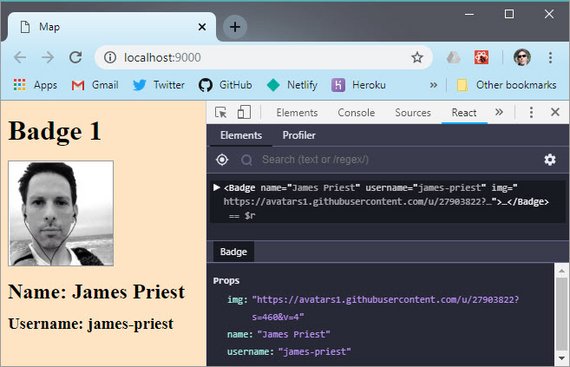 Map
localhost:9000
Apps Gmail Twitter GitHub Netlify Heroku » Other bookmarks
Badge 1
Name: James Priest
Username: james-priest
Elements Console Sources React »
Elements Profiler
Search (text or /regex/)
<Badge name="James Priest" username="james-priest" img="
https://avatars1.githubusercontent.com/u/27903822?…">…</Badge>
== $r
Badge
Props
img: "https://avatars1.githubusercontent.com/u/27903822?
s=460&v=4"
name: "James Priest"
username: "james-priest"